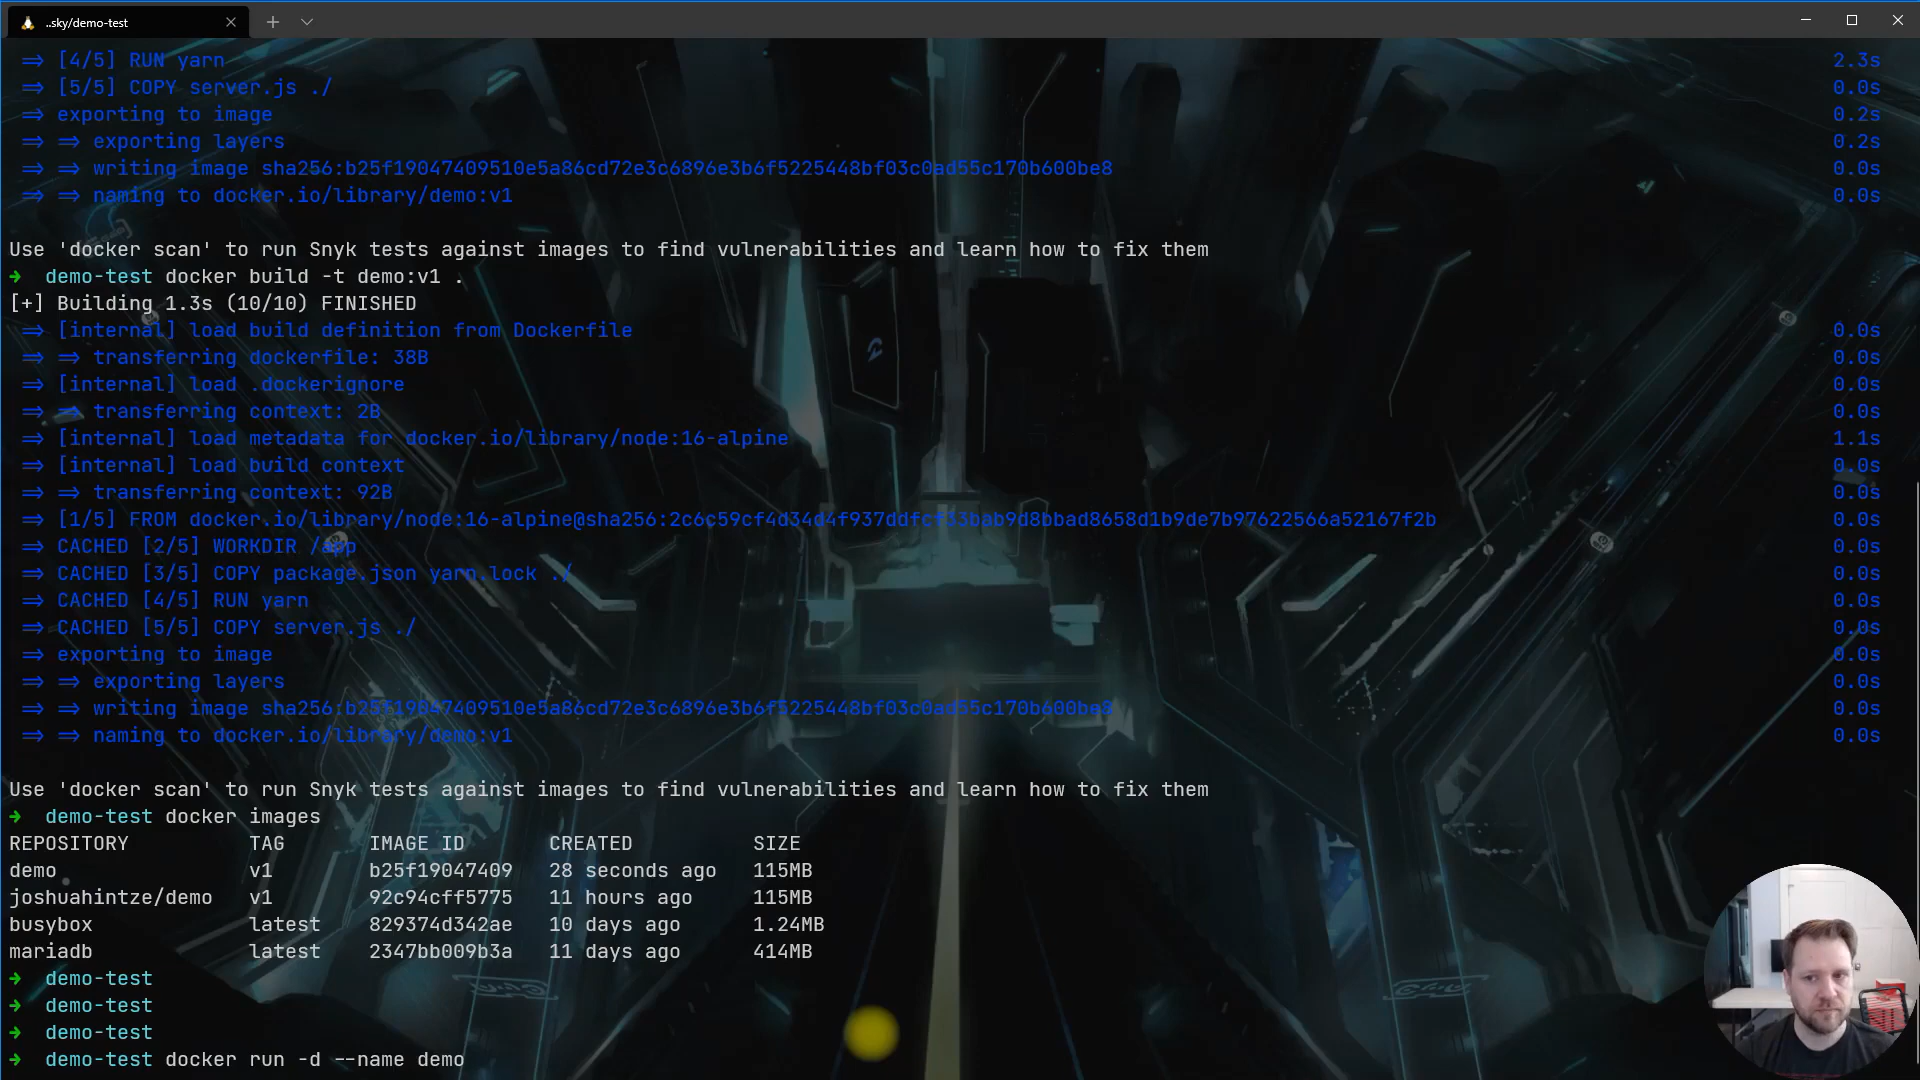 ..sky/demo-test
=> [4/5] RUN yarn 2.3s
=> [5/5] COPY server.js ./ 0.0s
=> exporting to image 0.2s
=> => exporting layers 0.2s
=> => writing image sha256:b25f19047409510e5a86cd72e3c6896e3b6f5225448bf03c0ad55c170b600be8 0.0s
=> => naming to docker.io/library/demo:v1 0.0s
Use 'docker scan' to run Snyk tests against images to find vulnerabilities and learn how to fix them
➜ demo-test docker build -t demo:v1 .
[+] Building 1.3s (10/10) FINISHED
=> [internal] load build definition from Dockerfile 0.0s
=> => transferring dockerfile: 38B 0.0s
=> [internal] load .dockerignore 0.0s
=> => transferring context: 2B 0.0s
=> [internal] load metadata for docker.io/library/node:16-alpine 1.1s
=> [internal] load build context 0.0s
=> => transferring context: 92B 0.0s
=> [1/5] FROM docker.io/library/node:16-alpine@sha256:2c6c59cf4d34d4f937ddfcf33bab9d8bbad8658d1b9de7b97622566a52167f2b 0.0s
=> CACHED [2/5] WORKDIR /app 0.0s
=> CACHED [3/5] COPY package.json yarn.lock ./ 0.0s
=> CACHED [4/5] RUN yarn 0.0s
=> CACHED [5/5] COPY server.js ./ 0.0s
=> exporting to image 0.0s
=> => exporting layers 0.0s
=> => writing image sha256:b25f19047409510e5a86cd72e3c6896e3b6f5225448bf03c0ad55c170b600be8 0.0s
=> => naming to docker.io/library/demo:v1 0.0s
Use 'docker scan' to run Snyk tests against images to find vulnerabilities and learn how to fix them
➜ demo-test docker images
REPOSITORY TAG IMAGE ID CREATED SIZE
demo v1 b25f19047409 28 seconds ago 115MB
joshuahintze/demo v1 92c94cff5775 11 hours ago 115MB
busybox latest 829374d342ae 10 days ago 1.24MB
mariadb latest 2347bb009b3a 11 days ago 414MB
➜ demo-test
➜ demo-test
➜ demo-test
➜ demo-test docker run -d --name demo